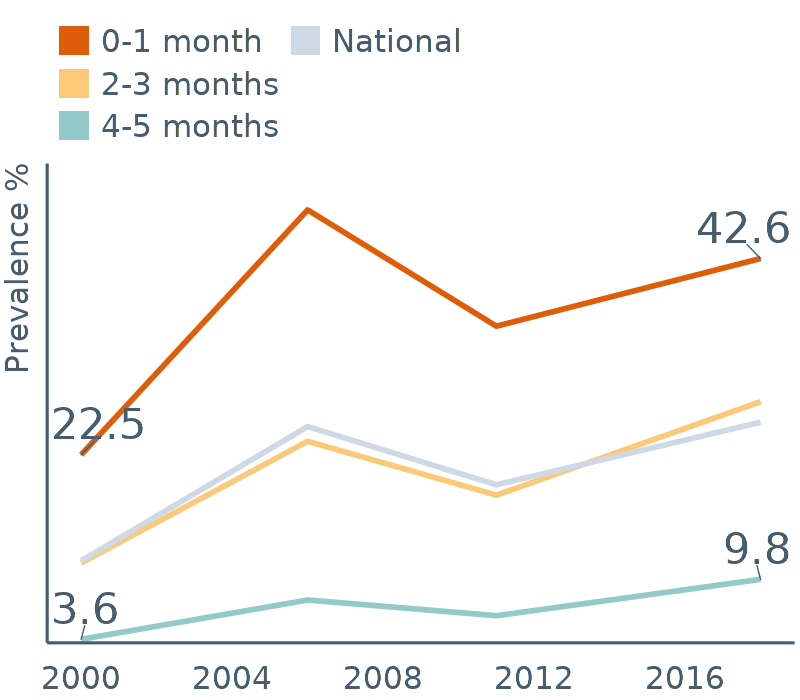 0-1 month
National
2-3 months
4-5 months
Prevalence %
42.6
22.5
9.8
3.6
2000 2004 2008 2012 2016